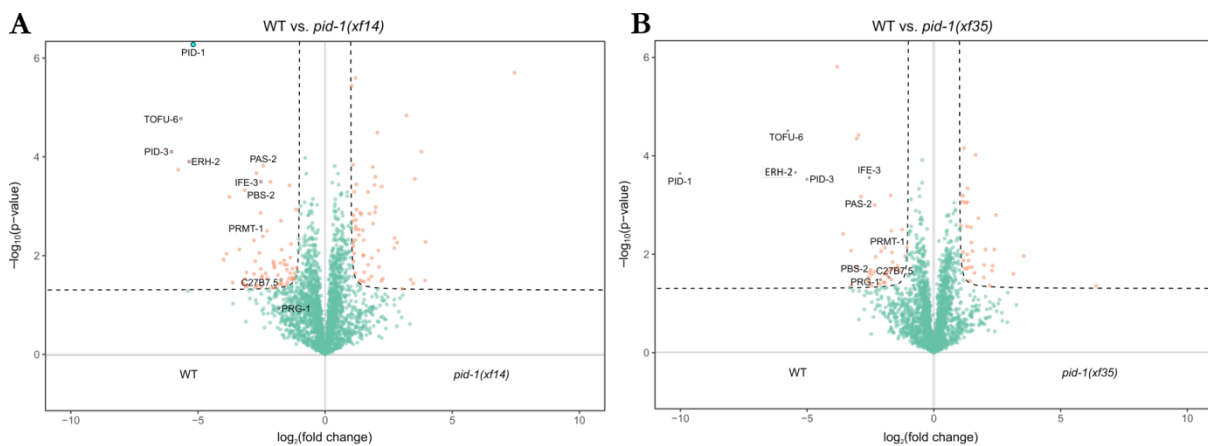 A
WT vs. pid-1(xf14)
−log10(p−value)
6
4
2
0
PID-1
TOFU-6
PID-3
ERH-2
PAS-2
IFE-3
PBS-2
PRMT-1
C27B7.5
PRG-1
WT
pid-1(xf14)
−10
−5
0
5
10
log2(fold change)
B
WT vs. pid-1(xf35)
−log10(p−value)
6
4
2
0
TOFU-6
PID-1
ERH-2
PID-3
IFE-3
PAS-2
PRMT-1
PBS-2
C27B7.5
PRG-1
WT
pid-1(xf35)
−10
−5
0
5
10
log2(fold change)